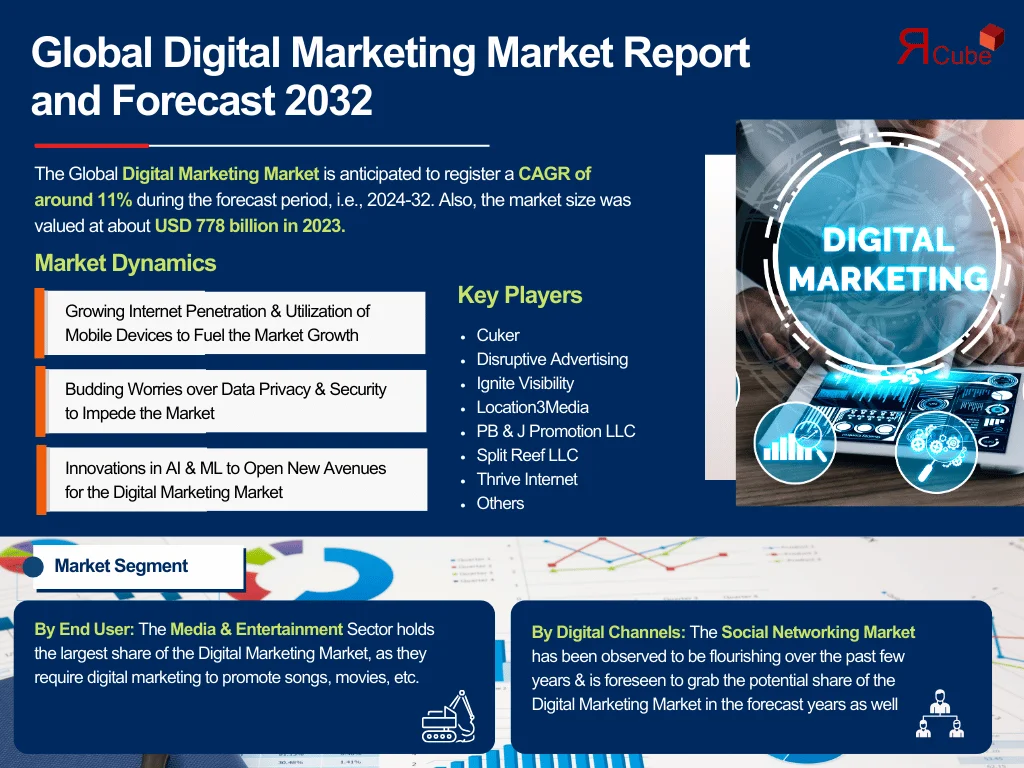 Global Digital Marketing Market Report
and Forecast 2032
ЯCube
The Global Digital Marketing Market is anticipated to register a CAGR of
around 11% during the forecast period, i.e., 2024-32. Also, the market size was
valued at about USD 778 billion in 2023.
Market Dynamics
Growing Internet Penetration & Utilization of
Mobile Devices to Fuel the Market Growth
Budding Worries over Data Privacy & Security
to Impede the Market
Innovations in AI & ML to Open New Avenues
for the Digital Marketing Market
Key Players
• Cuker
• Disruptive Advertising
• Ignite Visibility
• Location3Media
• PB & J Promotion LLC
• Split Reef LLC
• Thrive Internet
• Others
DIGITAL
MARKETING
Market Segment
By End User: The Media & Entertainment Sector holds
the largest share of the Digital Marketing Market, as they
require digital marketing to promote songs, movies, etc.
By Digital Channels: The Social Networking Market
has been observed to be flourishing over the past few
years & is foreseen to grab the potential share of the
Digital Marketing Market in the forecast years as well